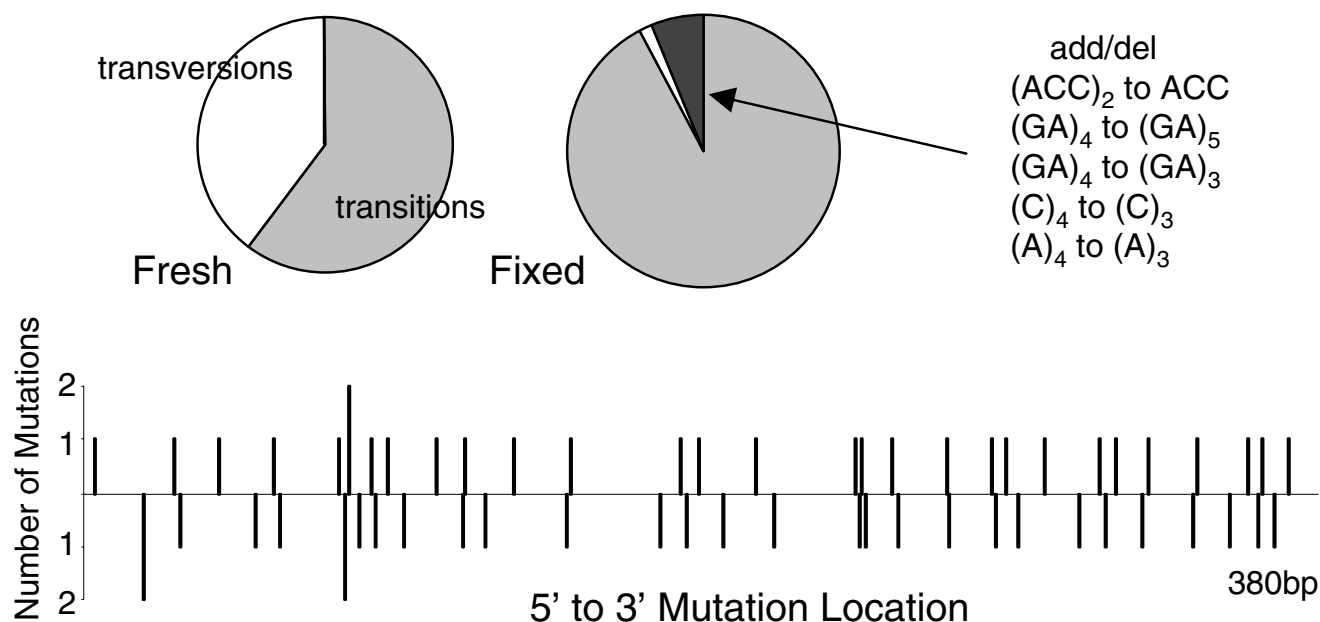 transversions
transitions
Fresh
Fixed
add/del
(ACC)₂ to ACC
(GA)₄ to (GA)₅
(GA)₄ to (GA)₃
(C)₄ to (C)₃
(A)₄ to (A)₃
Number of Mutations
2
1
1
2
380bp
5’ to 3’ Mutation Location